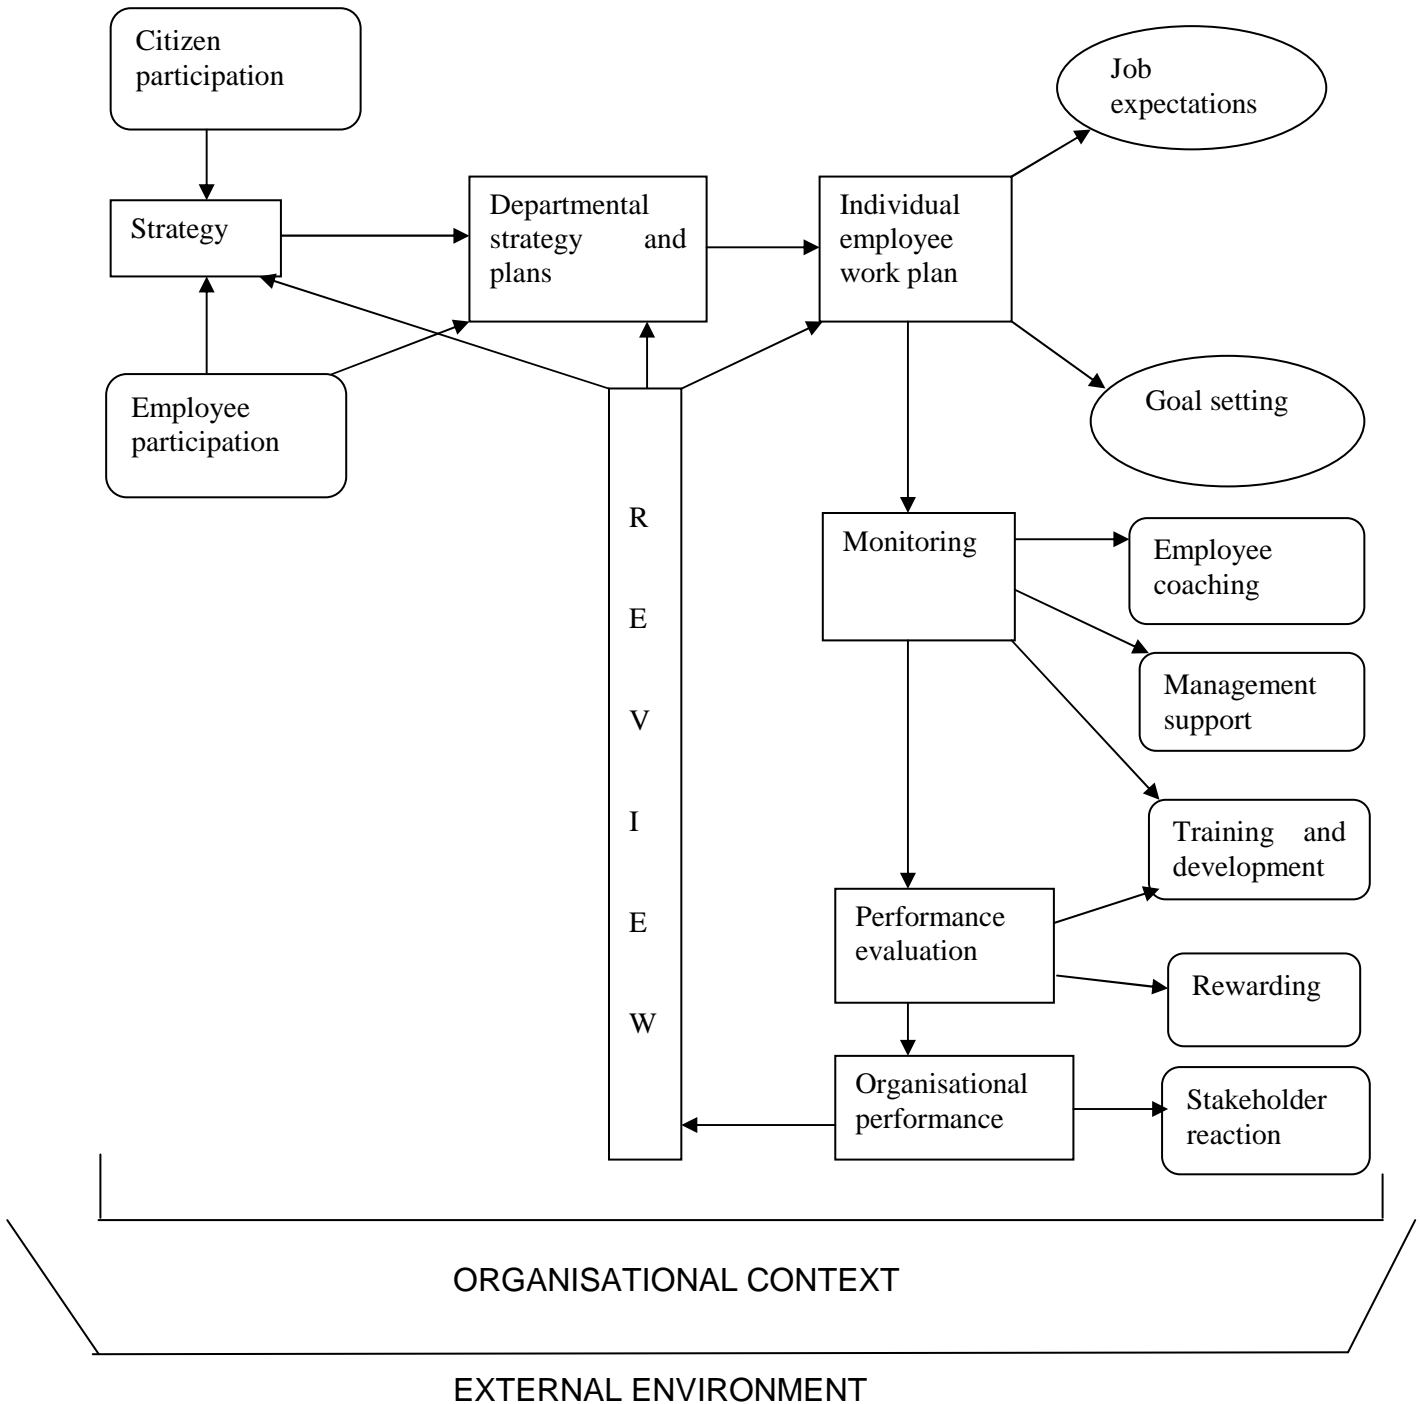 Citizen
participation
Job
expectations
Strategy
Departmental
strategy and
plans
Individual
employee
work plan
Employee
participation
Goal setting
R
E
V
I
E
W
Monitoring
Employee
coaching
Management
support
Training and
development
Performance
evaluation
Rewarding
Organisational
performance
Stakeholder
reaction
ORGANISATIONAL CONTEXT
EXTERNAL ENVIRONMENT